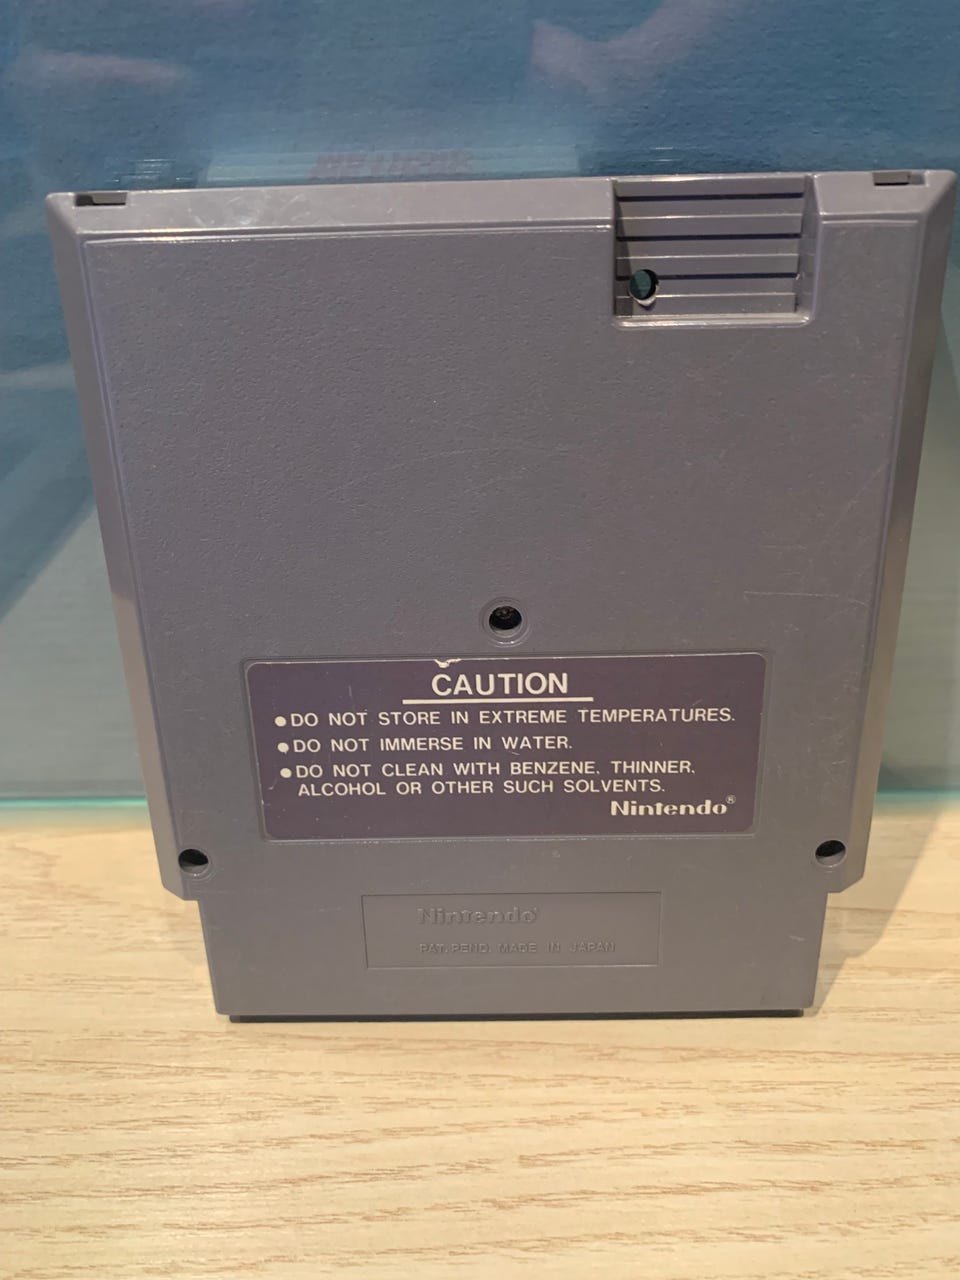 CAUTION
●DO NOT STORE IN EXTREME TEMPERATURES.
●DO NOT IMMERSE IN WATER.
●DO NOT CLEAN WITH BENZENE, THINNER,
ALCOHOL OR OTHER SUCH SOLVENTS.
Nintendo®
Nintendo
PAT. PEND. MADE IN JAPAN